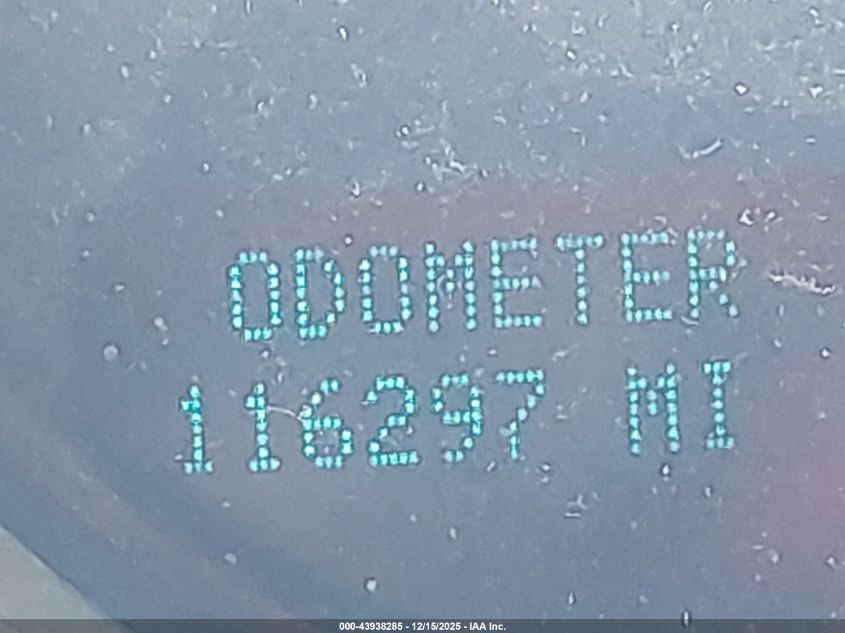 ODOMETER
116297 MI
000-43938285 - 12/15/2025 - IAA Inc.